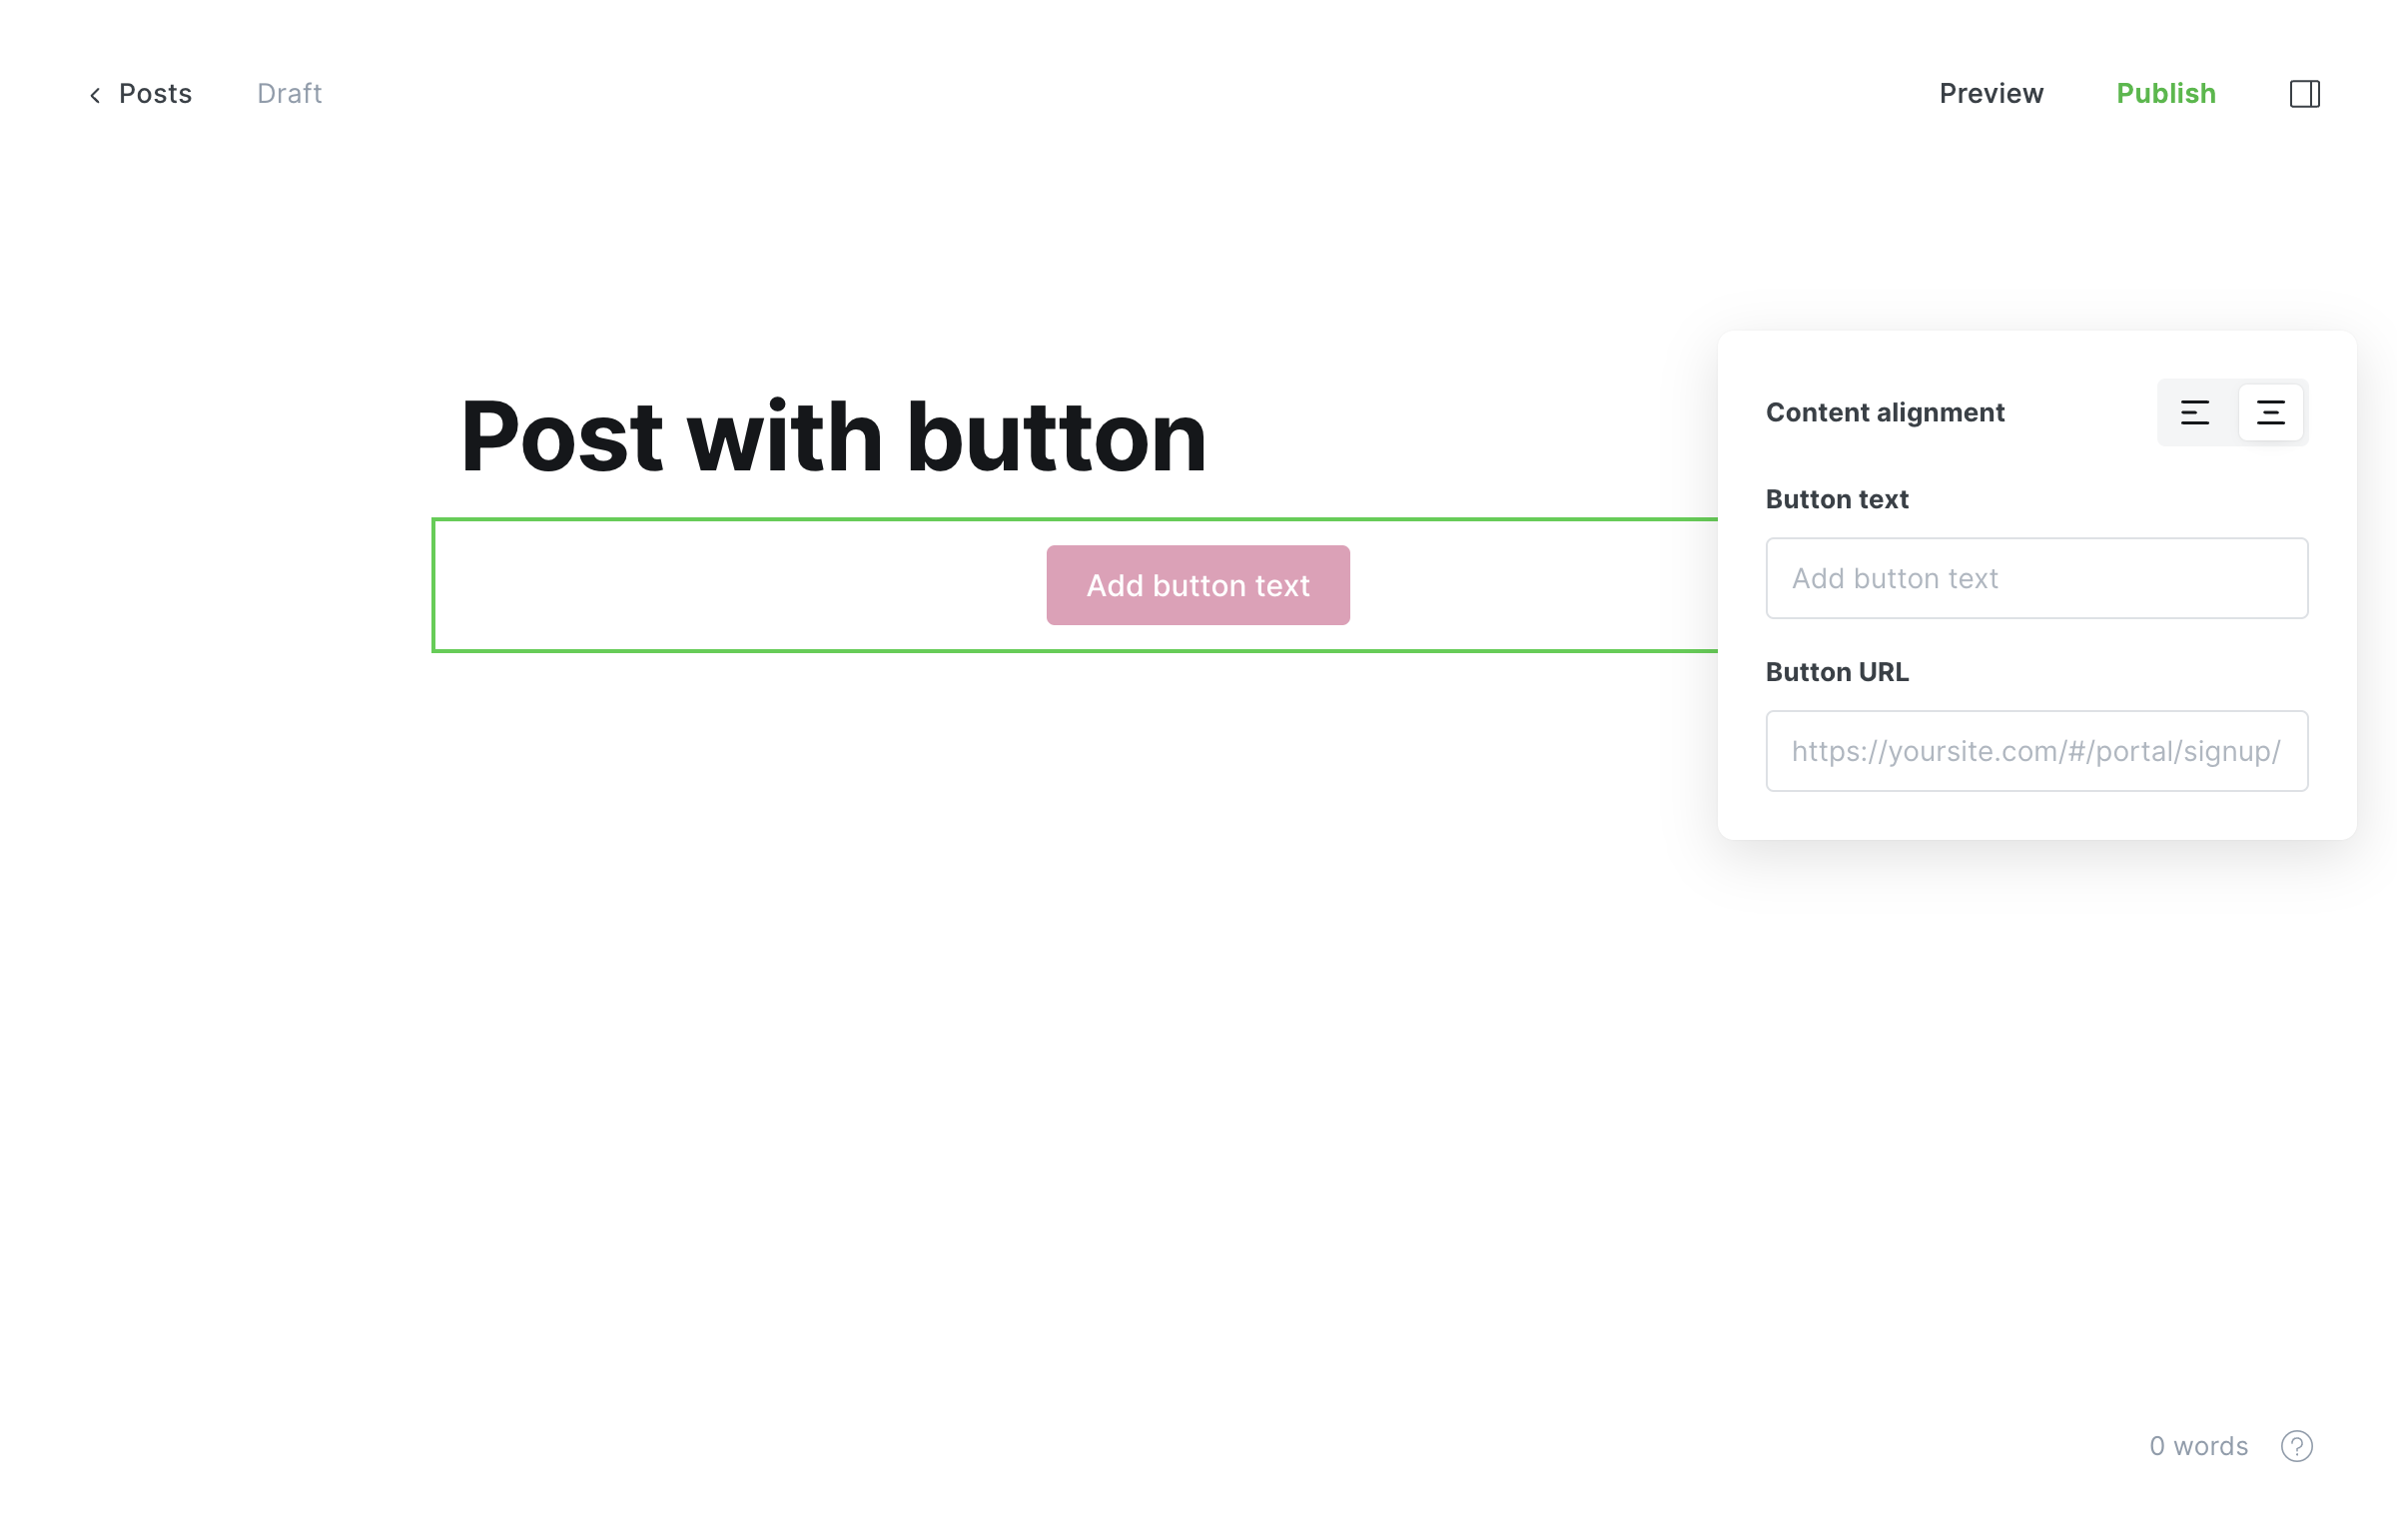 Posts
Draft
Preview
Publish
Post with button
Add button text
Content alignment
Button text
Add button text
Button URL
https://yoursite.com/#/portal/signup/
0 words
?